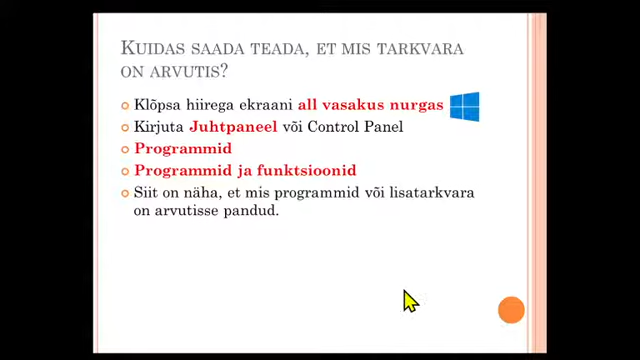 KUIDAS SAADA TEADA, ET MIS TARKVARA
ON ARVUTIS?
Klõpsa hiirega ekraani all vasakus nurgas
Kirjuta Juhtpaneel või Control Panel
Programmid
Programmid ja funktsioonid
Siit on näha, et mis programmid või lisatarkvara
on arvutisse pandud.